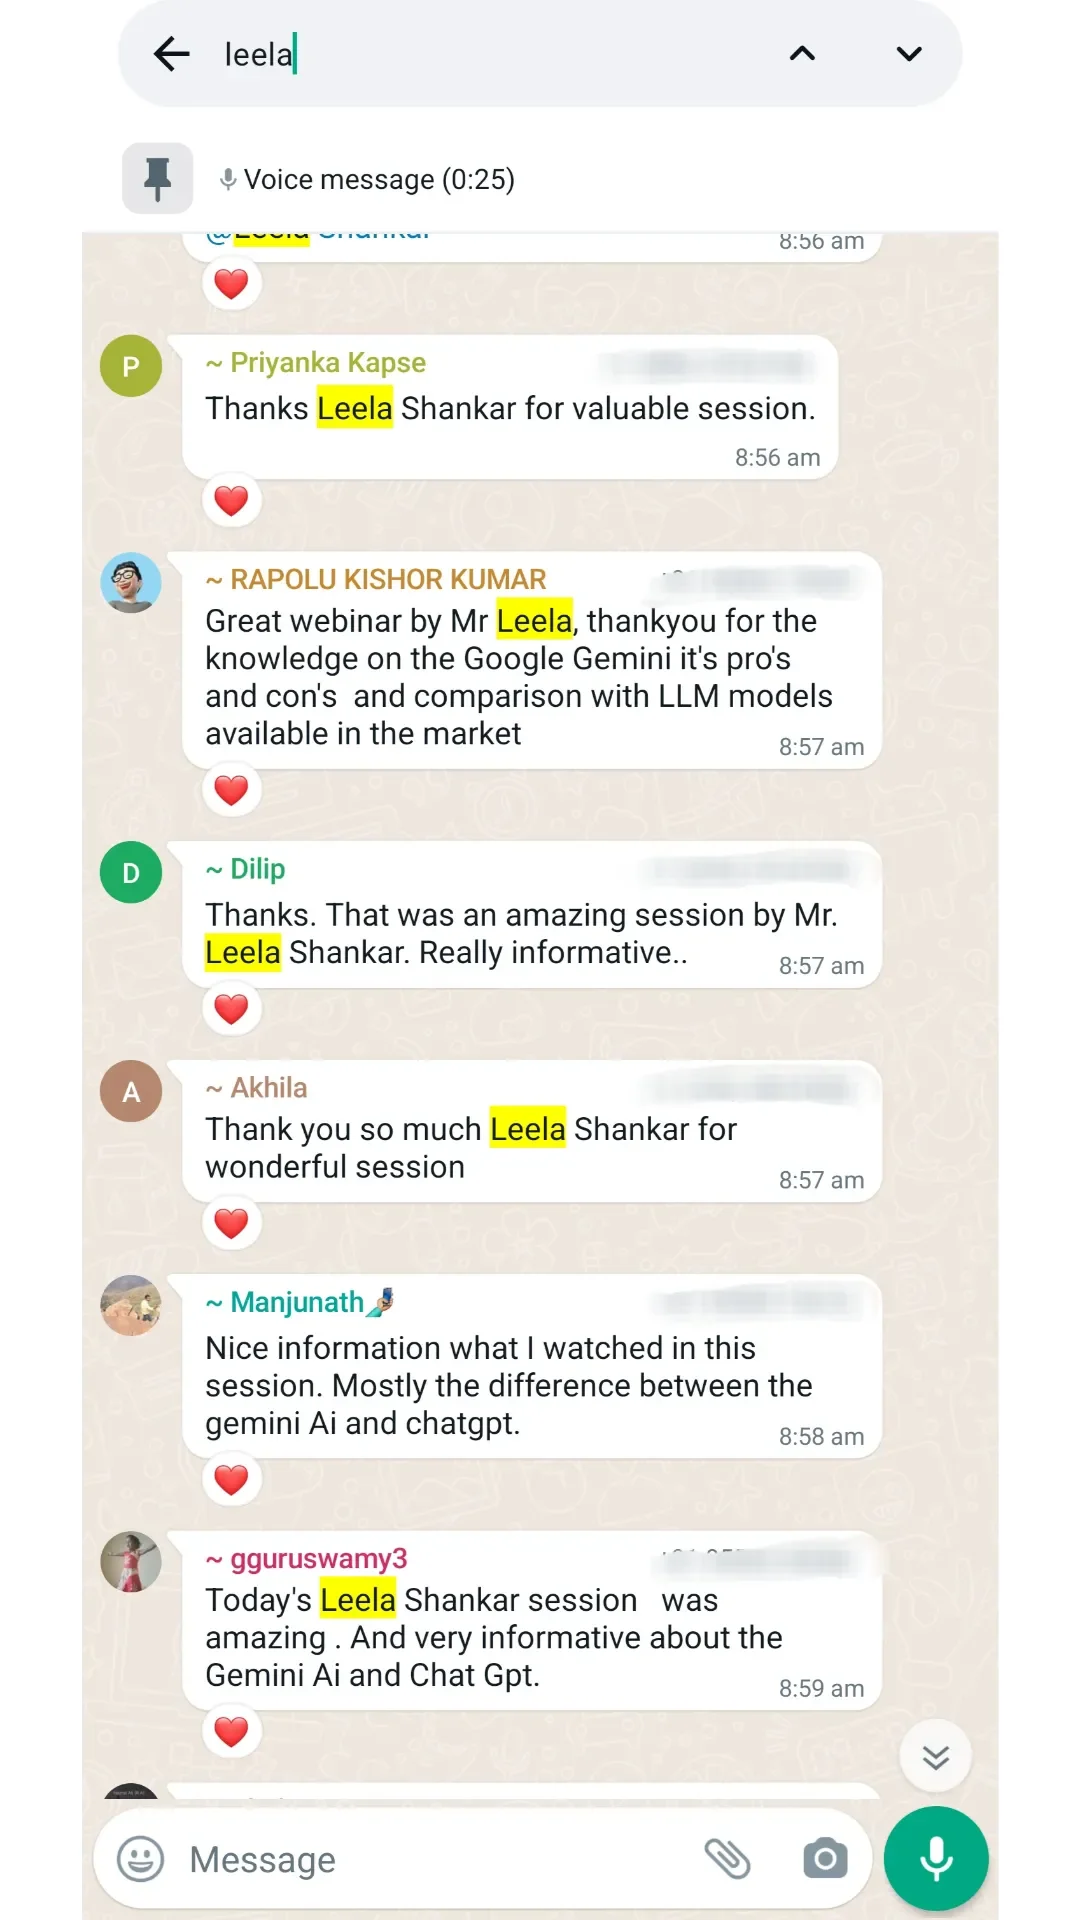 leela
Voice message (0:25)
@Leela Shankar
8:56 am
P
~ Priyanka Kapse
Thanks Leela Shankar for valuable session.
8:56 am
~ RAPOLU KISHOR KUMAR
Great webinar by Mr Leela, thankyou for the
knowledge on the Google Gemini it's pro's
and con's  and comparison with LLM models
available in the market
8:57 am
D
~ Dilip
Thanks. That was an amazing session by Mr.
Leela Shankar. Really informative..
8:57 am
A
~ Akhila
Thank you so much Leela Shankar for
wonderful session
8:57 am
~ Manjunath🤳
Nice information what I watched in this
session. Mostly the difference between the
gemini Ai and chatgpt.
8:58 am
~ gguruswamy3
Today's Leela Shankar session   was
amazing . And very informative about the
Gemini Ai and Chat Gpt.
8:59 am
Message